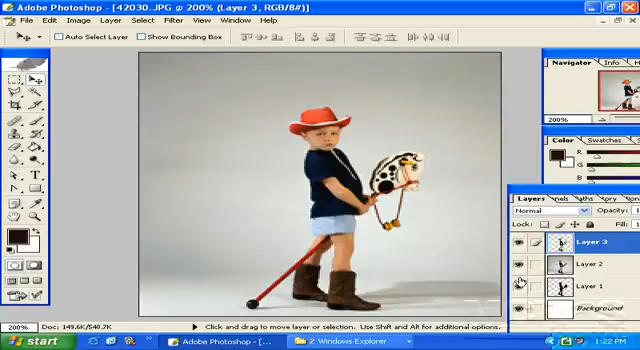 Adobe Photoshop - [42030.JPG @ 200% (Layer 3, RGB/8#)]
File Edit Image Layer Select Filter View Window Help
Auto Select Layer Show Bounding Box
Navigator Info
200%
Color Swatches
R
G
B
Layers
Normal Opacity:
Lock: Fill:
Layer 3
Layer 2
Layer 1
Background
200% Doc: 149.6K/540.7K Click and drag to move layer or selection. Use Shift and Alt for additional options.
start Adobe Photoshop - [... 2 Windows Explorer 1:22 PM